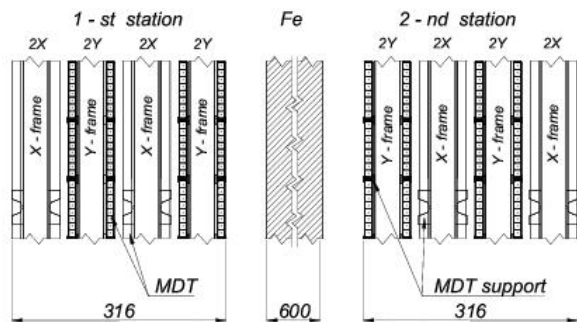 1 - st station Fe 2 - nd station
2X 2Y 2X 2Y 2Y 2X 2Y 2X
X - frame
Y - frame
X - frame
Y - frame
Y - frame
X - frame
Y - frame
X - frame
MDT MDT support
316 600 316